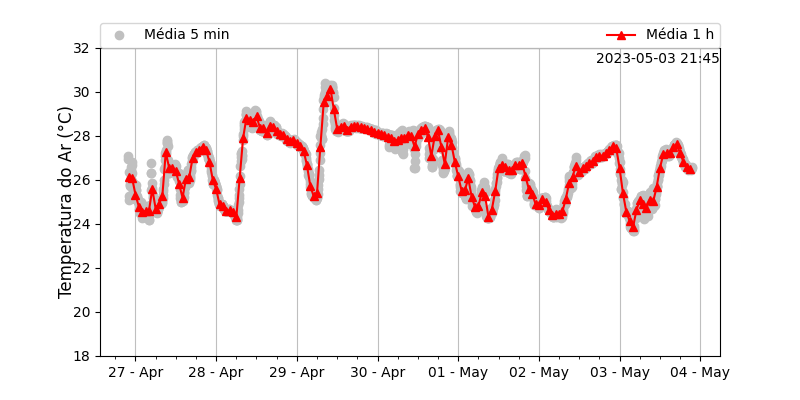 Média 5 min
Média 1 h
2023-05-03 21:45
Temperatura do Ar (°C)
32
30
28
26
24
22
20
18
27 - Apr
28 - Apr
29 - Apr
30 - Apr
01 - May
02 - May
03 - May
04 - May